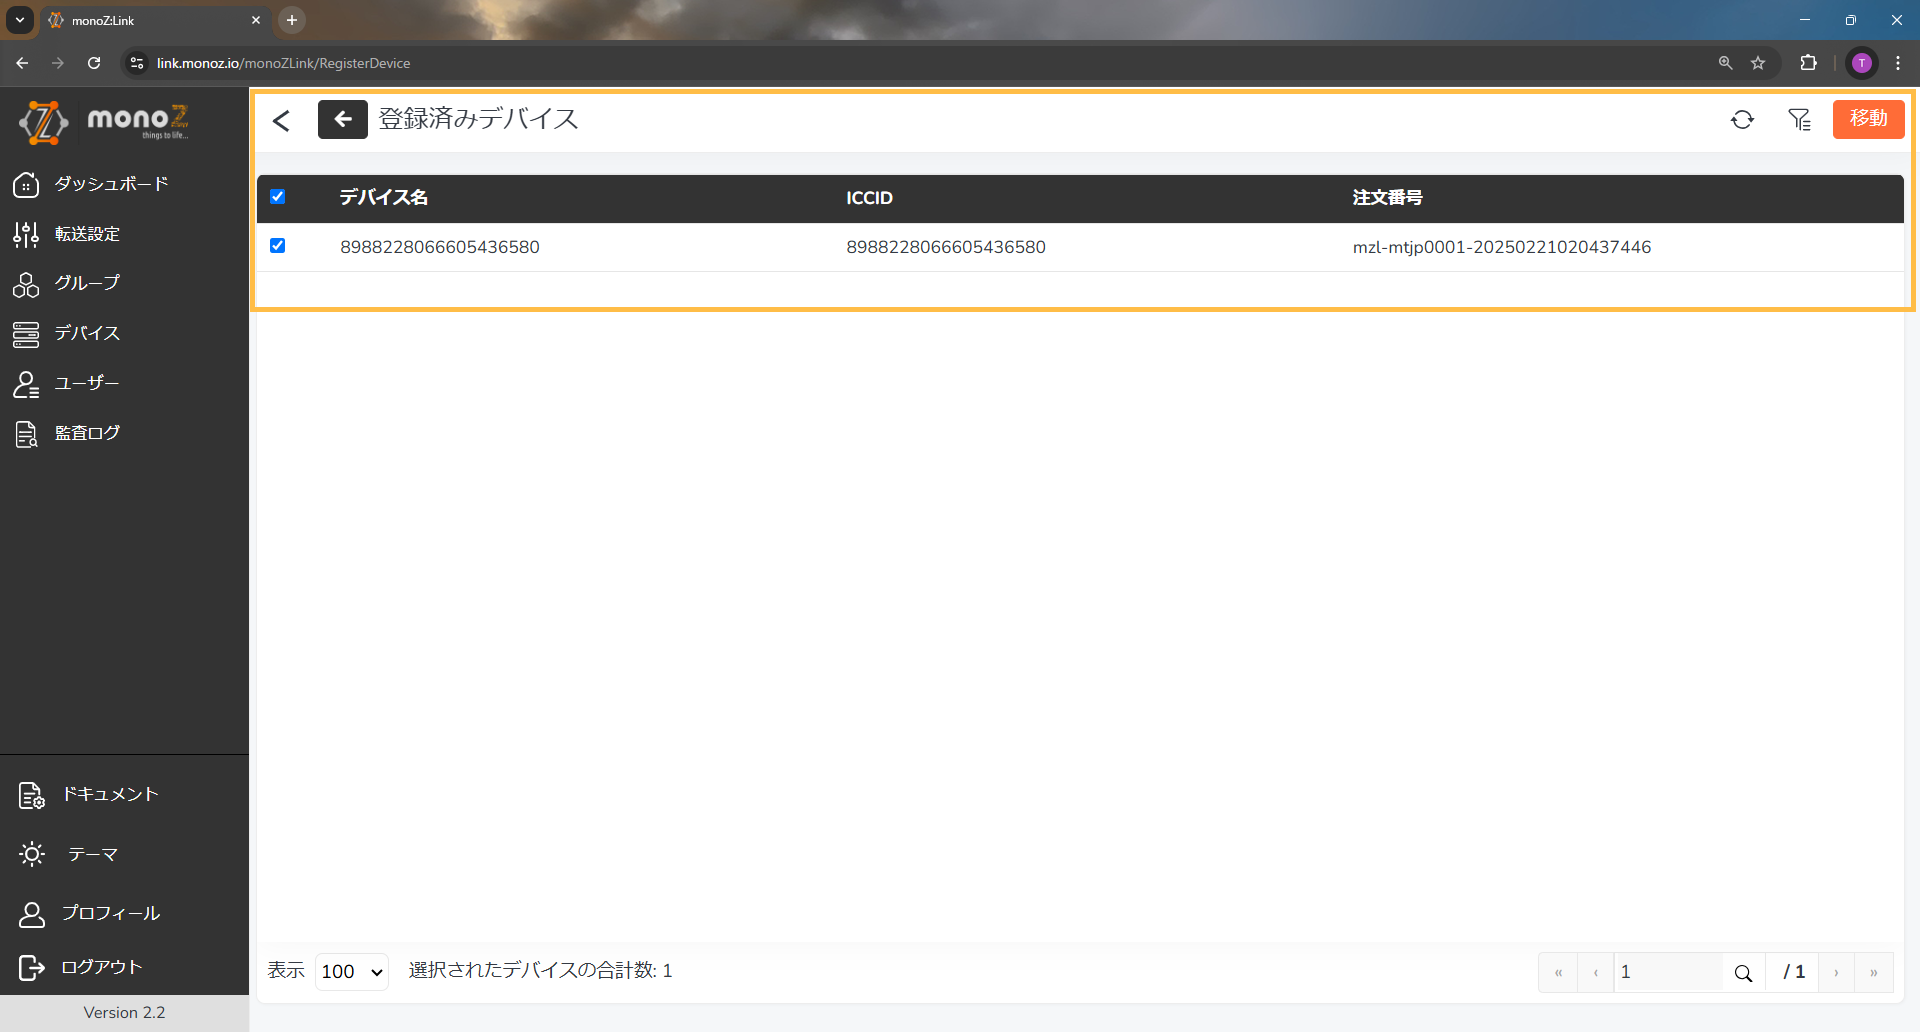 monoZ:Link
link.monoz.io/monoZLink/RegisterDevice
T
monoZ
things to life...
ダッシュボード
転送設定
グループ
デバイス
ユーザー
監査ログ
ドキュメント
テーマ
プロフィール
ログアウト
Version 2.2
登録済みデバイス
移動
デバイス名 ICCID 注文番号
8988228066605436580 8988228066605436580 mzl-mtjp0001-20250221020437446
表示 100 選択されたデバイスの合計数: 1
« ‹ 1 / 1 › »